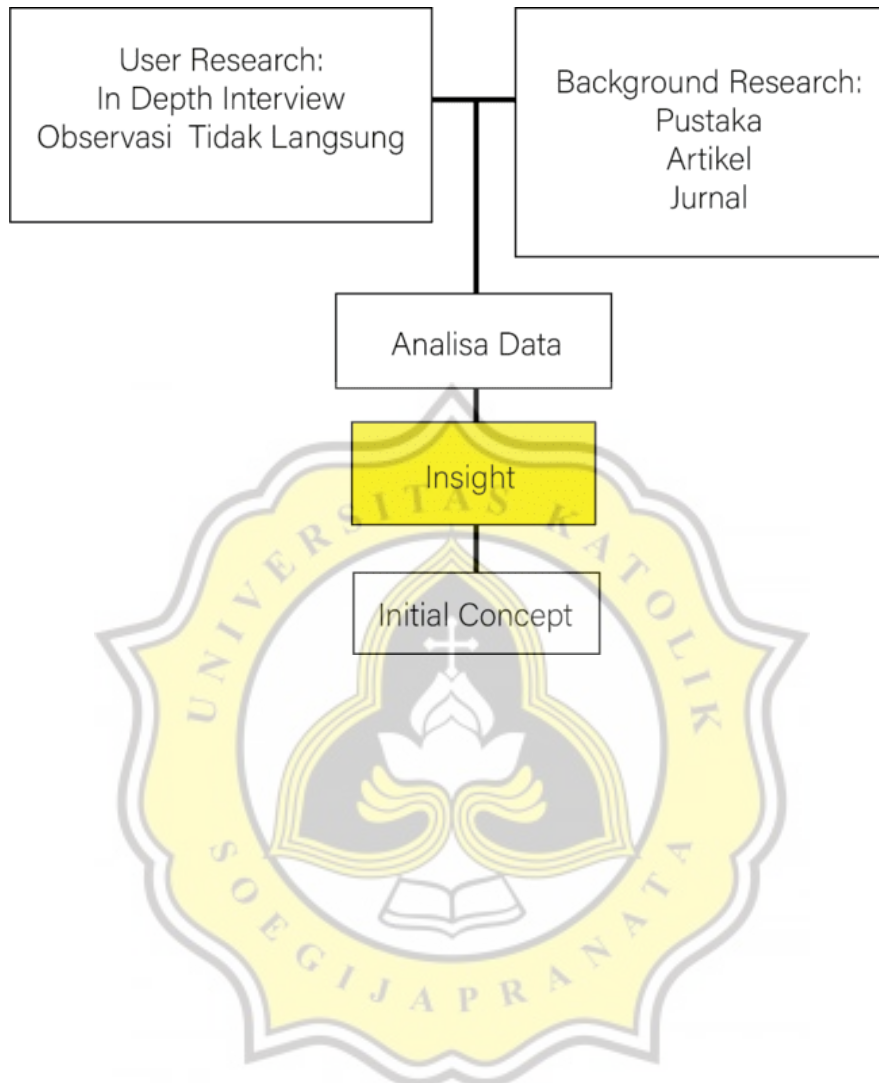 User Research:
In Depth Interview
Observasi  Tidak Langsung
Background Research:
Pustaka
Artikel
Jurnal
Analisa Data
Insight
Initial Concept
UNIVERSITAS KATOLIK
SOEGIJAPRANATA